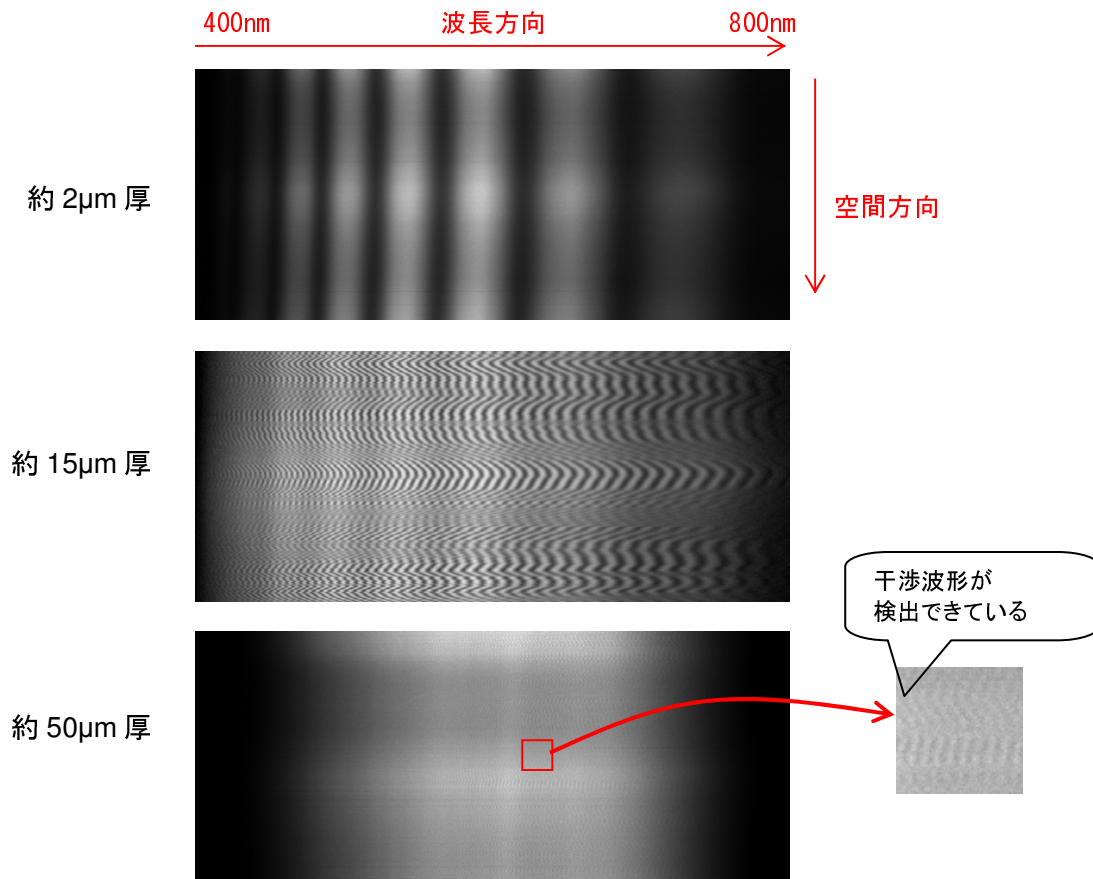 400nm 波長方向 800nm
約 2μm 厚
空間方向
約 15μm 厚
干渉波形が
検出できている
約 50μm 厚